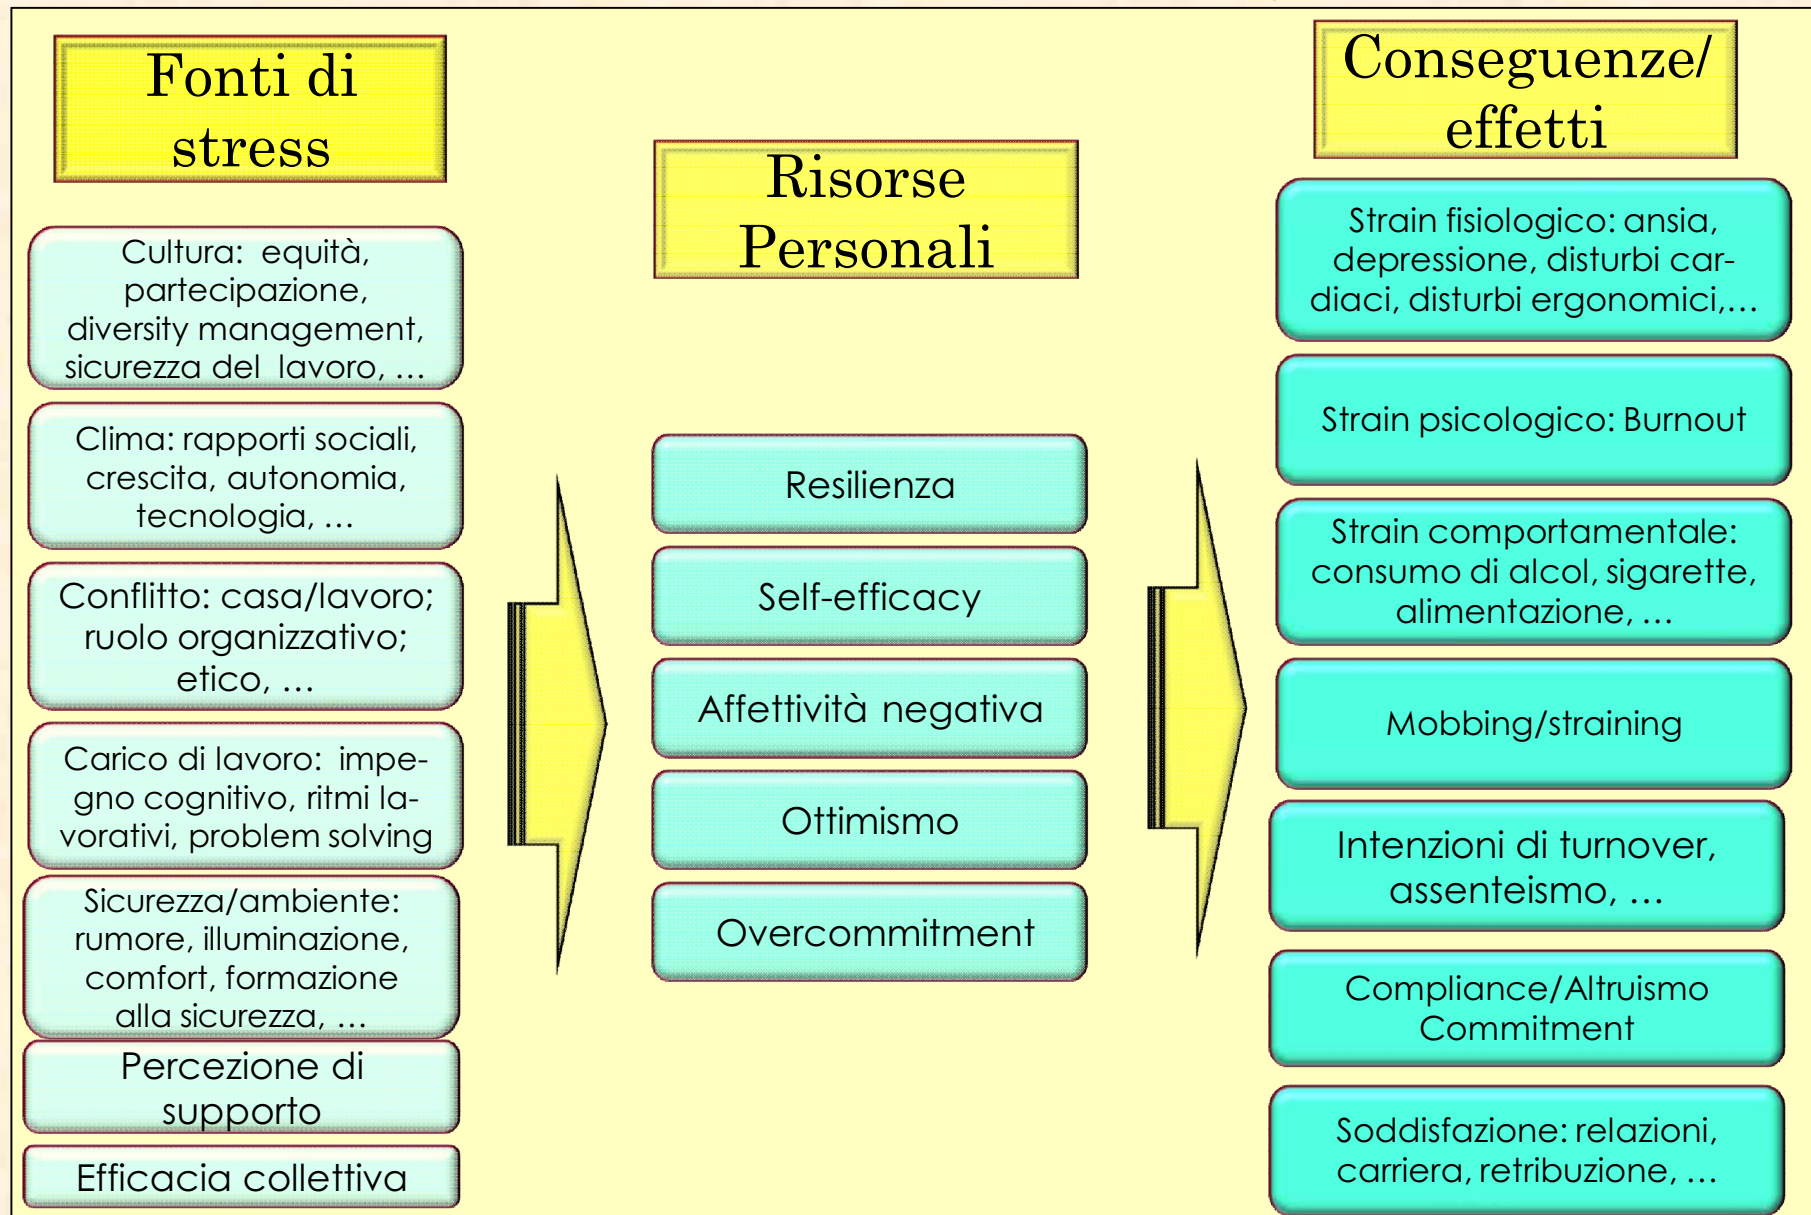 Fonti di
stress
Cultura: equità,
partecipazione,
diversity management,
sicurezza del lavoro, …
Clima: rapporti sociali,
crescita, autonomia,
tecnologia, …
Conflitto: casa/lavoro;
ruolo organizzativo;
etico, …
Carico di lavoro: impe-
gno cognitivo, ritmi la-
vorativi, problem solving
Sicurezza/ambiente:
rumore, illuminazione,
comfort, formazione
alla sicurezza, …
Percezione di
supporto
Efficacia collettiva
Risorse
Personali
Resilienza
Self-efficacy
Affettività negativa
Ottimismo
Overcommitment
Conseguenze/
effetti
Strain fisiologico: ansia,
depressione, disturbi car-
diaci, disturbi ergonomici,…
Strain psicologico: Burnout
Strain comportamentale:
consumo di alcol, sigarette,
alimentazione, …
Mobbing/straining
Intenzioni di turnover,
assenteismo, …
Compliance/Altruismo
Commitment
Soddisfazione: relazioni,
carriera, retribuzione, …